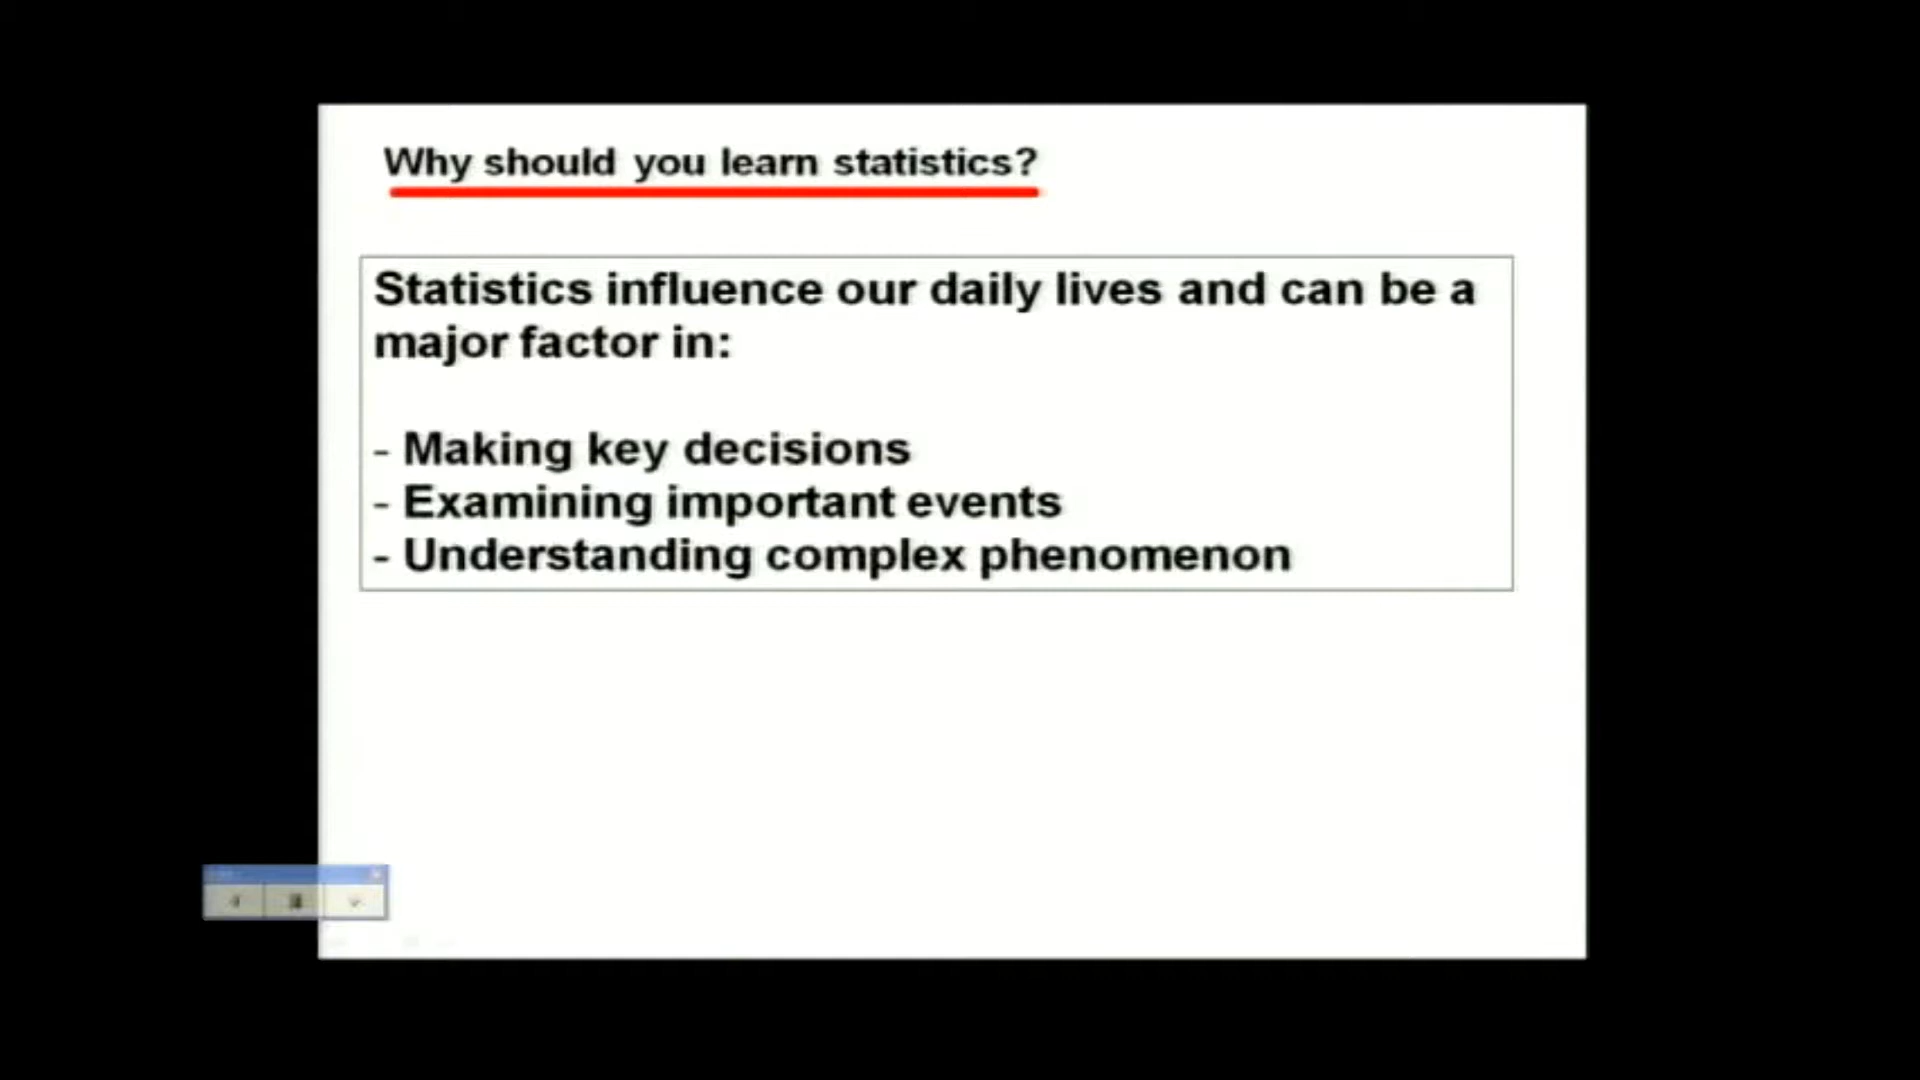 Why should you learn statistics?
Statistics influence our daily lives and can be a
major factor in:
- Making key decisions
- Examining important events
- Understanding complex phenomenon